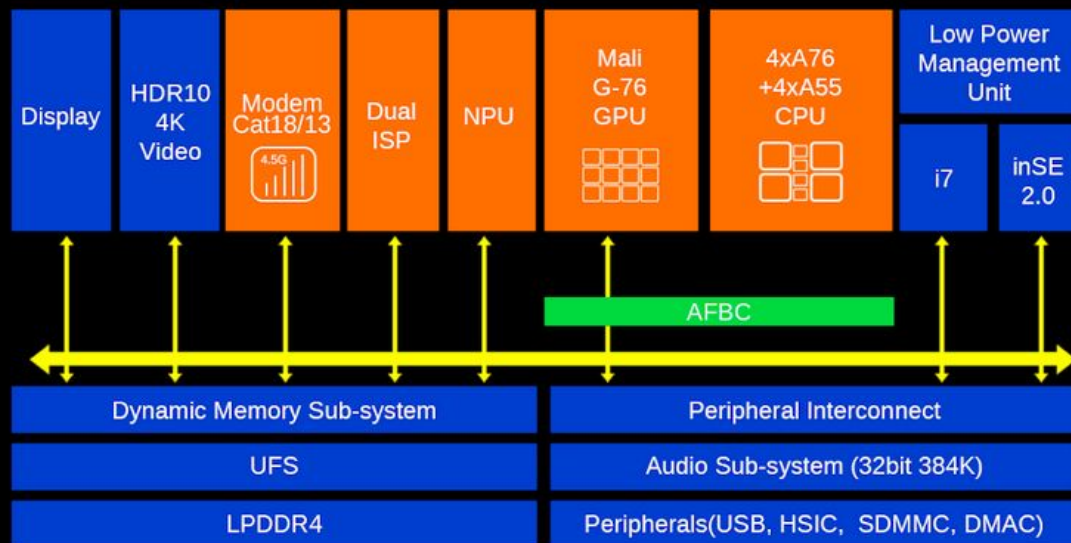 Display
HDR10
4K
Video
Modem
Cat18/13
4.5G
Dual
ISP
NPU
Mali
G-76
GPU
4xA76
+4xA55
CPU
Low Power
Management
Unit
i7
inSE
2.0
AFBC
Dynamic Memory Sub-system
Peripheral Interconnect
UFS
Audio Sub-system (32bit 384K)
LPDDR4
Peripherals(USB, HSIC, SDMMC, DMAC)